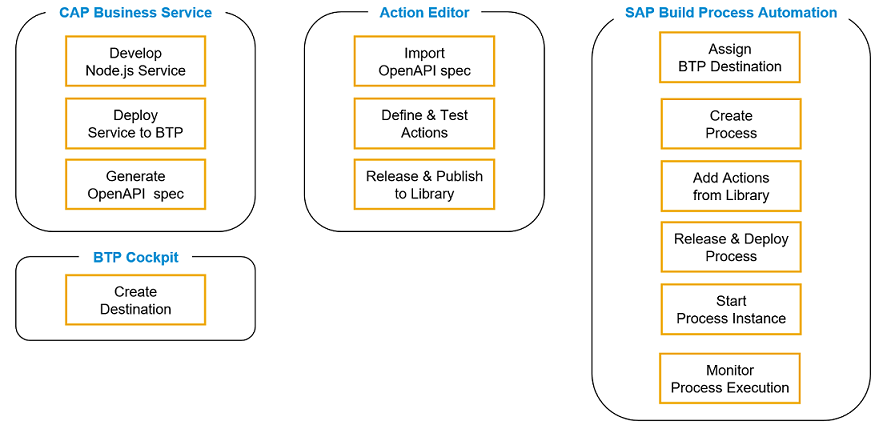 CAP Business Service
Develop
Node.js Service
Deploy
Service to BTP
Generate
OpenAPI  spec
BTP Cockpit
Create
Destination
Action Editor
Import
OpenAPI spec
Define & Test
Actions
Release & Publish
to Library
SAP Build Process Automation
Assign
BTP Destination
Create
Process
Add Actions
from Library
Release & Deploy
Process
Start
Process Instance
Monitor
Process Execution